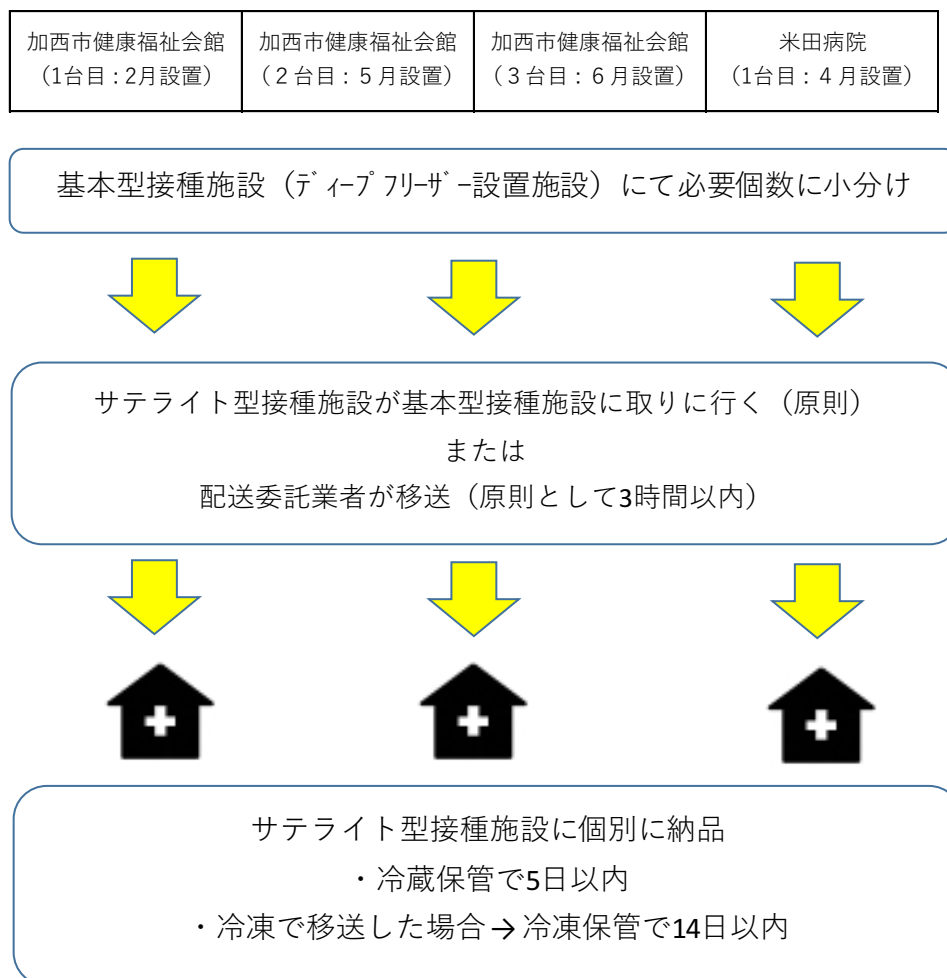 加西市健康福祉会館
（1台目：2月設置）
加西市健康福祉会館
（２台目：５月設置）
加西市健康福祉会館
（３台目：６月設置）
米田病院
（1台目：４月設置）
基本型接種施設（ﾃﾞｨｰﾌﾟﾌﾘｰｻﾞｰ設置施設）にて必要個数に小分け
サテライト型接種施設が基本型接種施設に取りに行く（原則）
または
配送委託業者が移送（原則として3時間以内）
サテライト型接種施設に個別に納品
・冷蔵保管で5日以内
・冷凍で移送した場合→冷凍保管で14日以内